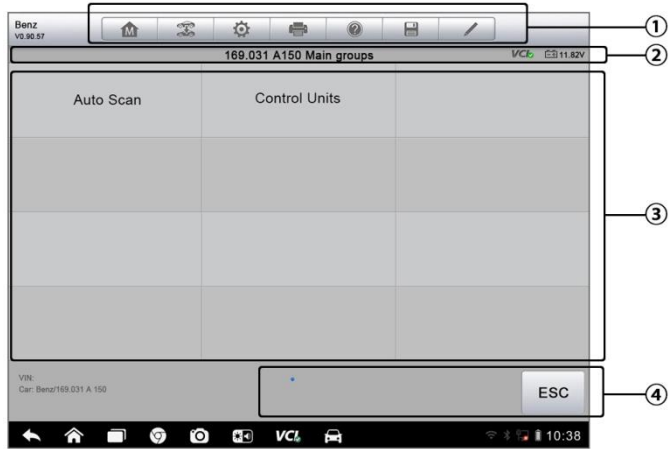 Benz
V0.90.57
169.031 A150 Main groups
VCI
11.82V
Auto Scan
Control Units
VIN:
Car: Benz/169.031 A 150
ESC
VCI
10:38
①
②
③
④